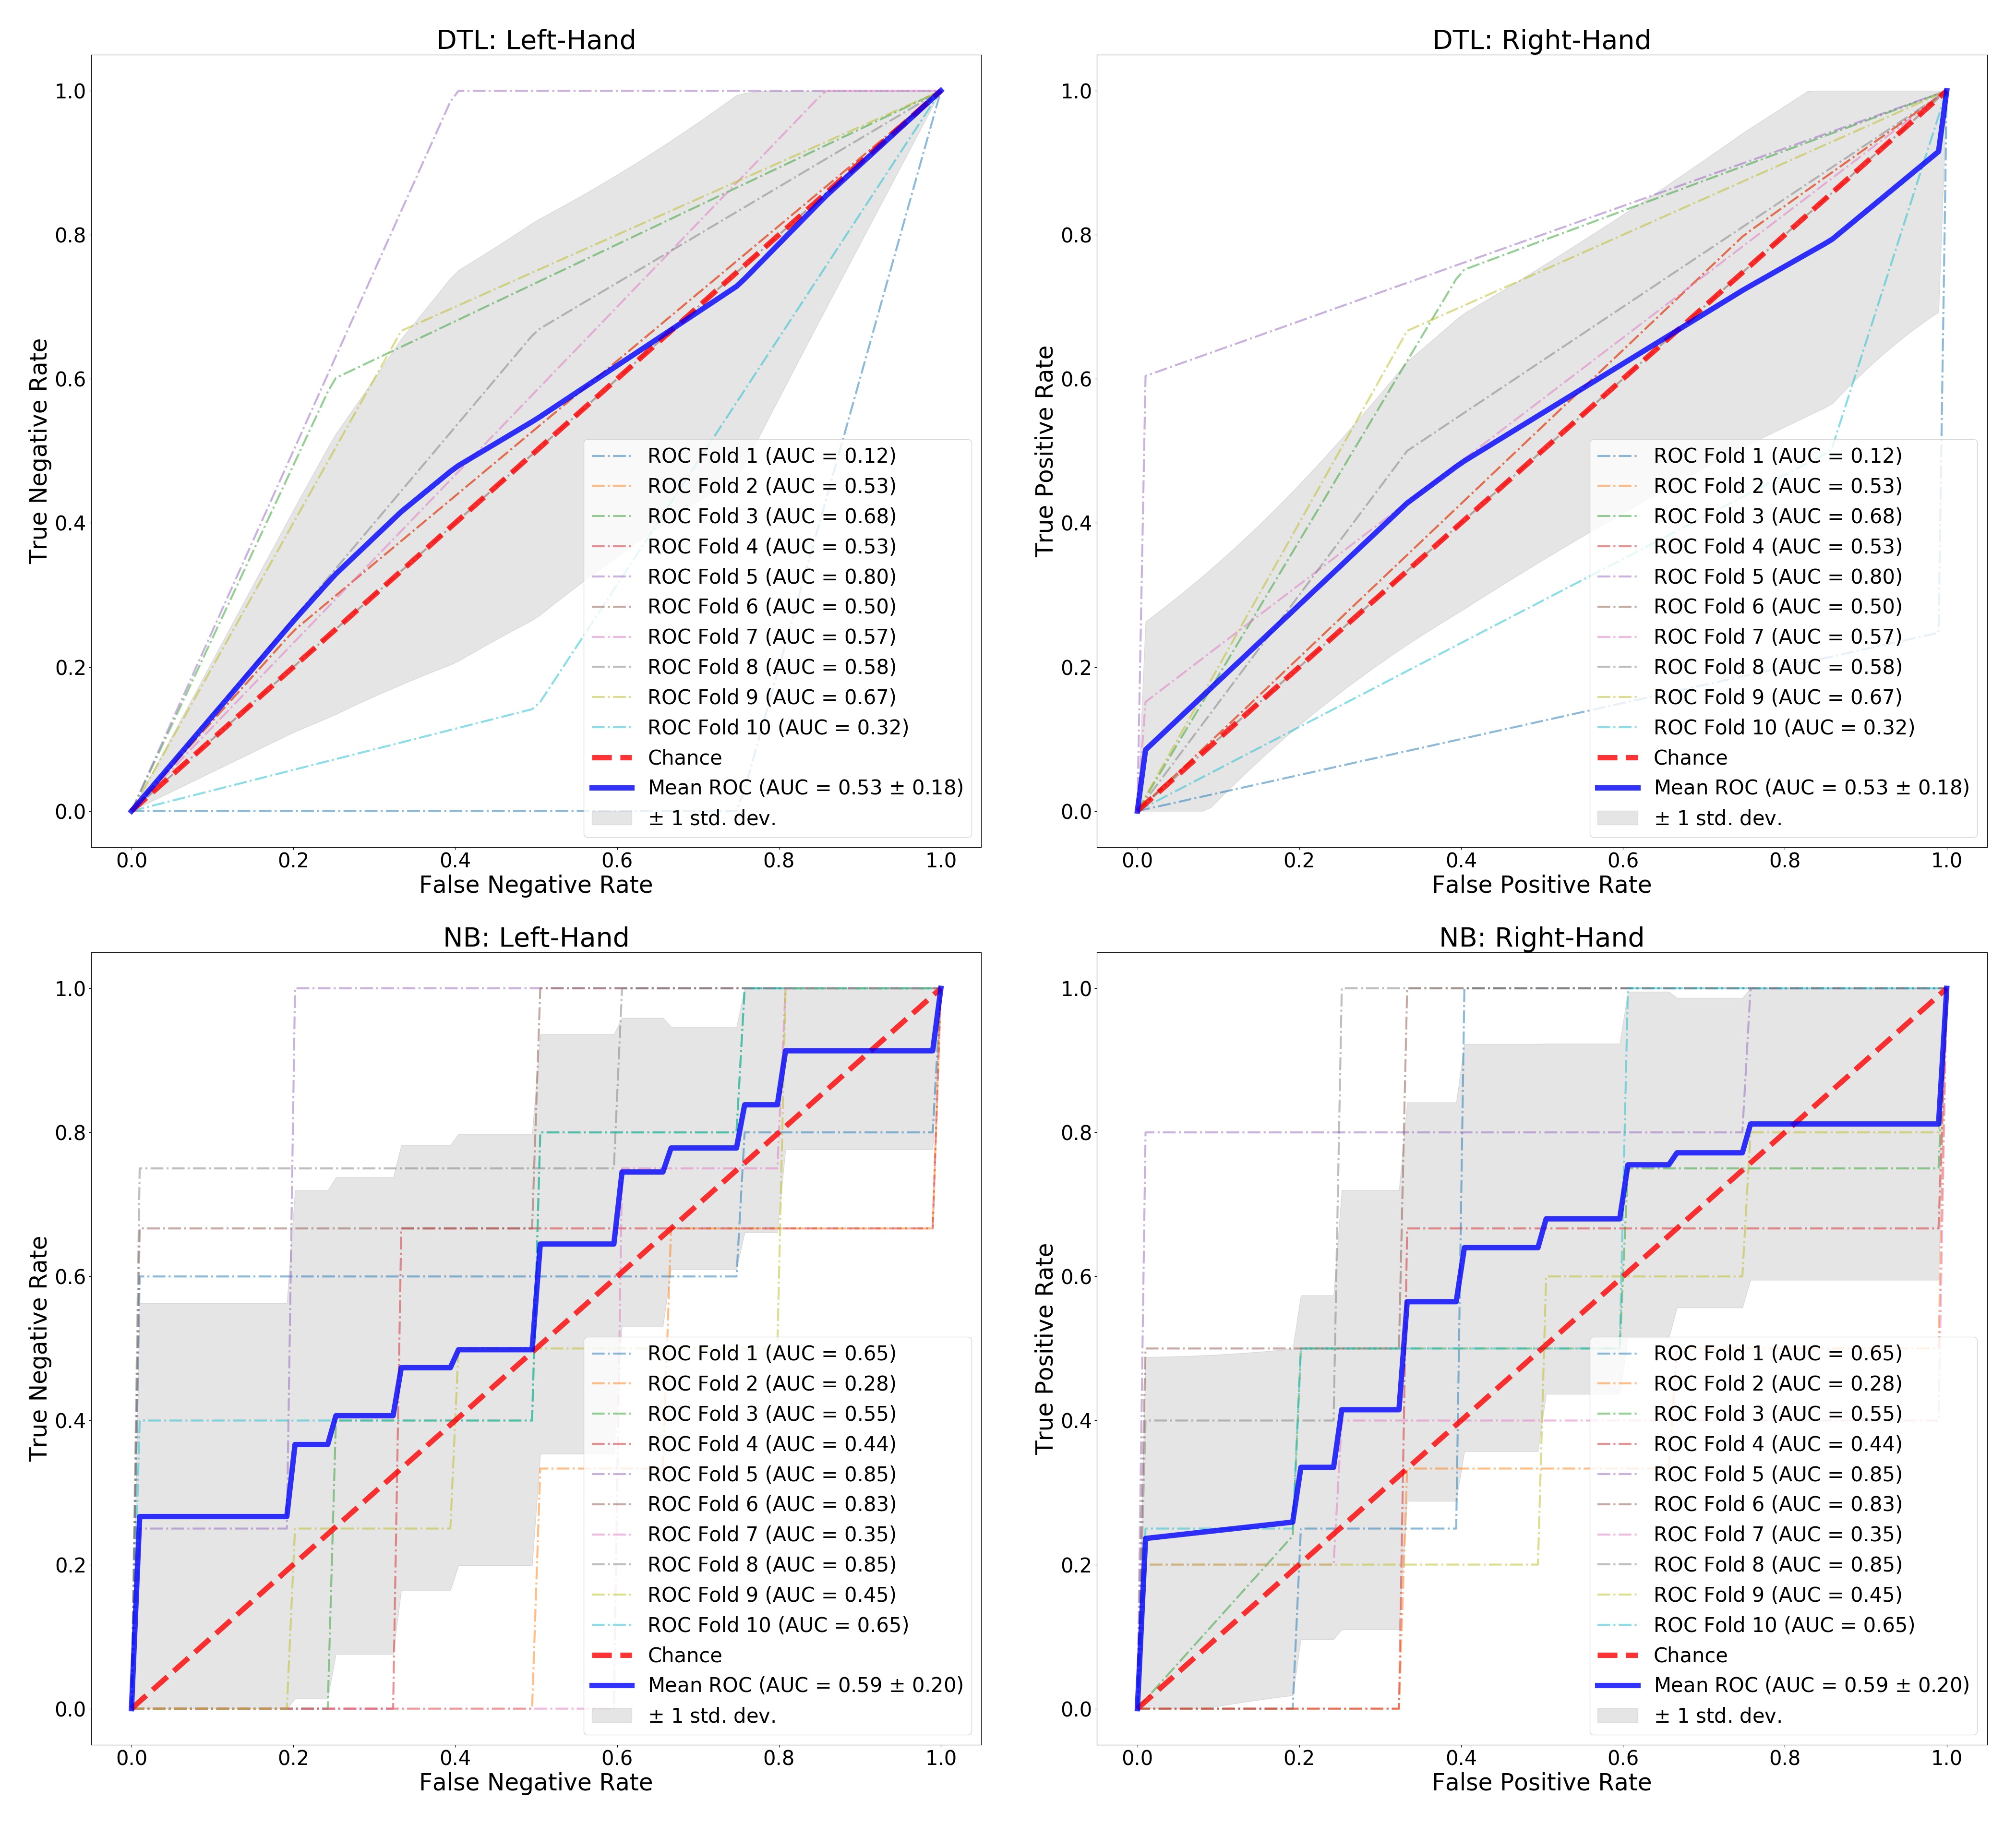 DTL: Left-Hand
True Negative Rate
1.0
0.8
0.6
0.4
0.2
0.0
ROC Fold 1 (AUC = 0.12)
ROC Fold 2 (AUC = 0.53)
ROC Fold 3 (AUC = 0.68)
ROC Fold 4 (AUC = 0.53)
ROC Fold 5 (AUC = 0.80)
ROC Fold 6 (AUC = 0.50)
ROC Fold 7 (AUC = 0.57)
ROC Fold 8 (AUC = 0.58)
ROC Fold 9 (AUC = 0.67)
ROC Fold 10 (AUC = 0.32)
Chance
Mean ROC (AUC = 0.53 ± 0.18)
± 1 std. dev.
0.0 0.2 0.4 0.6 0.8 1.0
False Negative Rate
DTL: Right-Hand
True Positive Rate
1.0
0.8
0.6
0.4
0.2
0.0
ROC Fold 1 (AUC = 0.12)
ROC Fold 2 (AUC = 0.53)
ROC Fold 3 (AUC = 0.68)
ROC Fold 4 (AUC = 0.53)
ROC Fold 5 (AUC = 0.80)
ROC Fold 6 (AUC = 0.50)
ROC Fold 7 (AUC = 0.57)
ROC Fold 8 (AUC = 0.58)
ROC Fold 9 (AUC = 0.67)
ROC Fold 10 (AUC = 0.32)
Chance
Mean ROC (AUC = 0.53 ± 0.18)
± 1 std. dev.
0.0 0.2 0.4 0.6 0.8 1.0
False Positive Rate
NB: Left-Hand
True Negative Rate
1.0
0.8
0.6
0.4
0.2
0.0
ROC Fold 1 (AUC = 0.65)
ROC Fold 2 (AUC = 0.28)
ROC Fold 3 (AUC = 0.55)
ROC Fold 4 (AUC = 0.44)
ROC Fold 5 (AUC = 0.85)
ROC Fold 6 (AUC = 0.83)
ROC Fold 7 (AUC = 0.35)
ROC Fold 8 (AUC = 0.85)
ROC Fold 9 (AUC = 0.45)
ROC Fold 10 (AUC = 0.65)
Chance
Mean ROC (AUC = 0.59 ± 0.20)
± 1 std. dev.
0.0 0.2 0.4 0.6 0.8 1.0
False Negative Rate
NB: Right-Hand
True Positive Rate
1.0
0.8
0.6
0.4
0.2
0.0
ROC Fold 1 (AUC = 0.65)
ROC Fold 2 (AUC = 0.28)
ROC Fold 3 (AUC = 0.55)
ROC Fold 4 (AUC = 0.44)
ROC Fold 5 (AUC = 0.85)
ROC Fold 6 (AUC = 0.83)
ROC Fold 7 (AUC = 0.35)
ROC Fold 8 (AUC = 0.85)
ROC Fold 9 (AUC = 0.45)
ROC Fold 10 (AUC = 0.65)
Chance
Mean ROC (AUC = 0.59 ± 0.20)
± 1 std. dev.
0.0 0.2 0.4 0.6 0.8 1.0
False Positive Rate